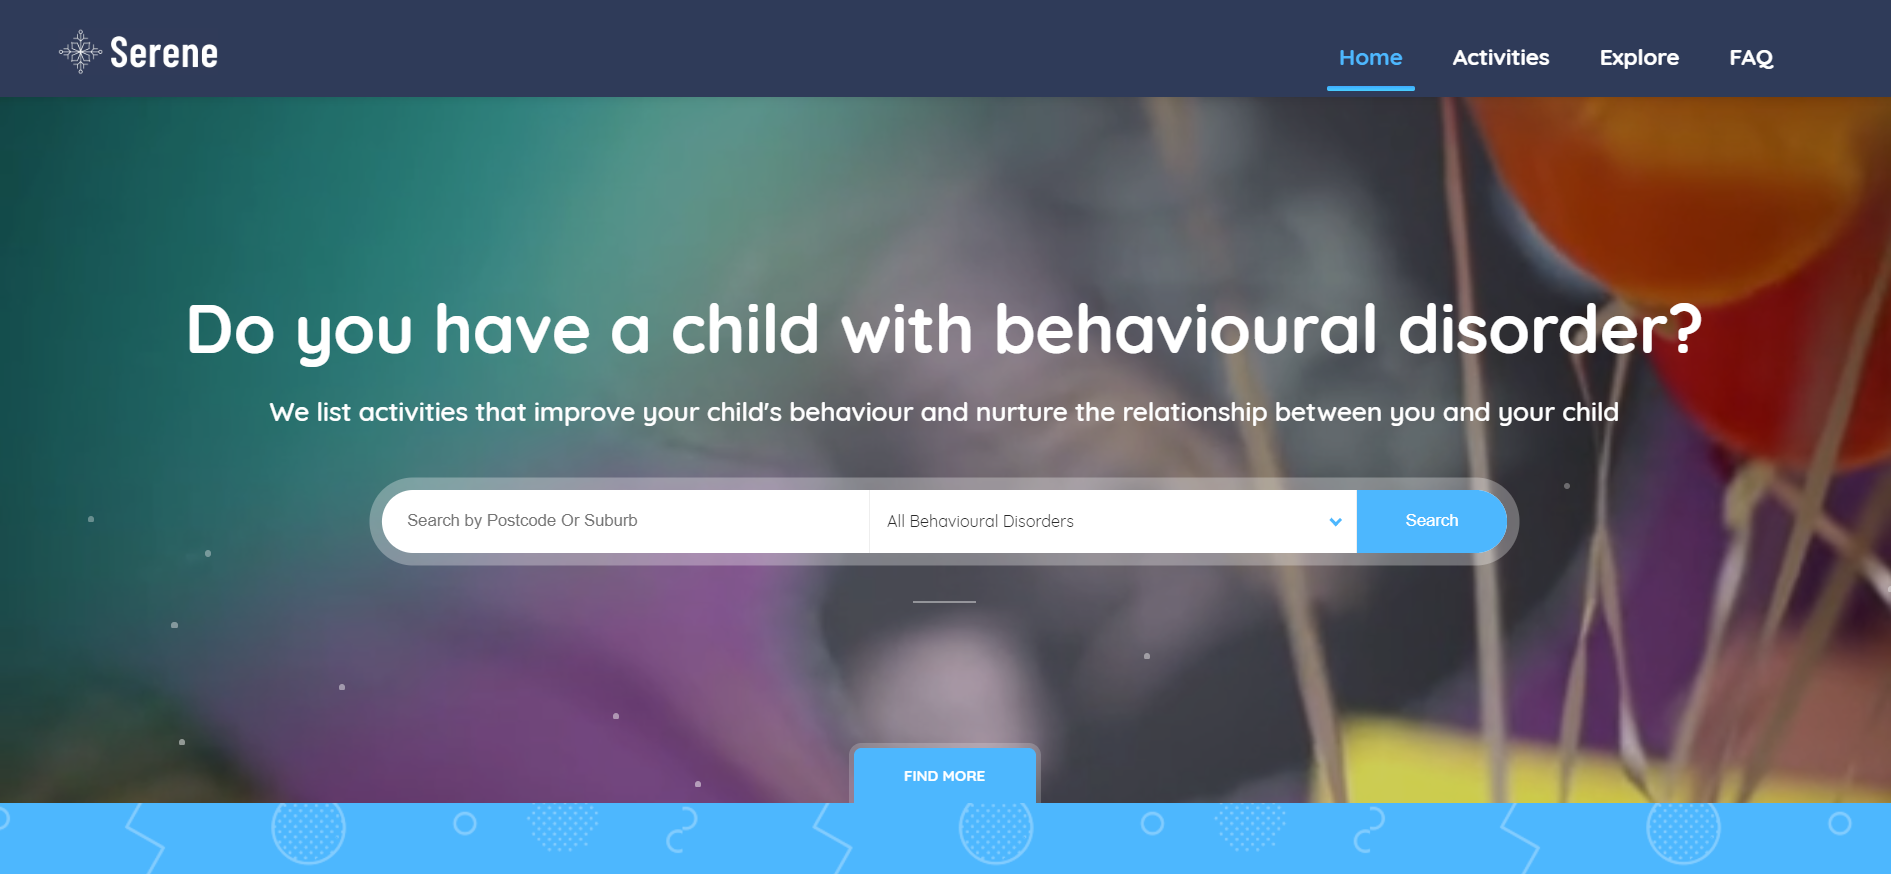 Serene
Home
Activities
Explore
FAQ
Do you have a child with behavioural disorder?
We list activities that improve your child's behaviour and nurture the relationship between you and your child
Search by Postcode Or Suburb
All Behavioural Disorders
Search
FIND MORE